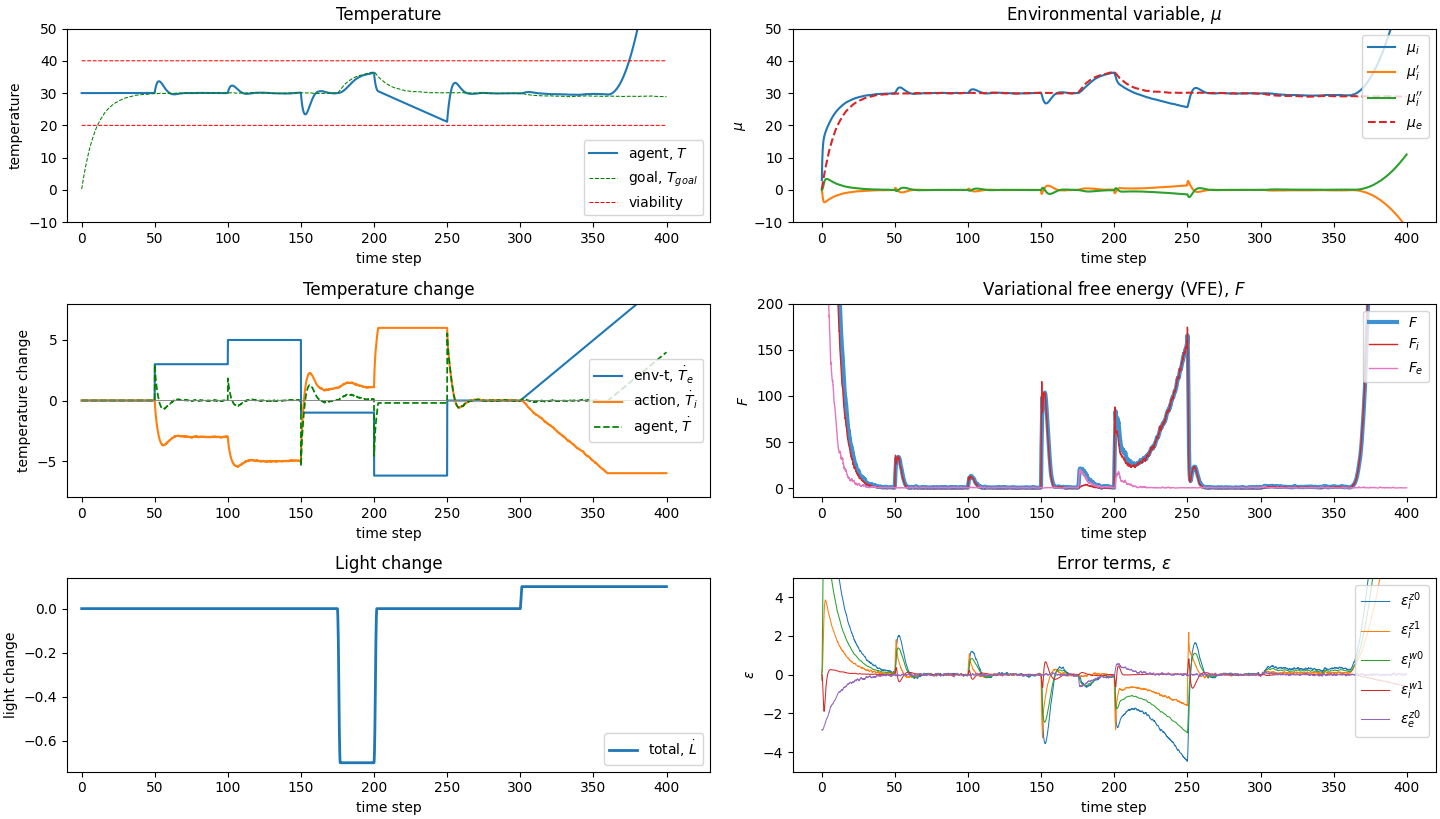 Temperature
50
40
30
20
10
0
−10
temperature
agent, T
goal, T_goal
viability
0 50 100 150 200 250 300 350 400
time step
Environmental variable, μ
50
40
30
20
10
0
−10
μ
μ_i
μ_i′
μ_i″
μ_e
0 50 100 150 200 250 300 350 400
time step
Temperature change
5
0
−5
temperature change
env-t, Ṫ_e
action, Ṫ_i
agent, Ṫ
0 50 100 150 200 250 300 350 400
time step
Variational free energy (VFE), F
200
150
100
50
0
F
F
F_i
F_e
0 50 100 150 200 250 300 350 400
time step
Light change
0.0
−0.2
−0.4
−0.6
light change
total, L̇
0 50 100 150 200 250 300 350 400
time step
Error terms, ε
4
2
0
−2
−4
ε
ε_i^z0
ε_i^z1
ε_i^w0
ε_i^w1
ε_e^z0
0 50 100 150 200 250 300 350 400
time step